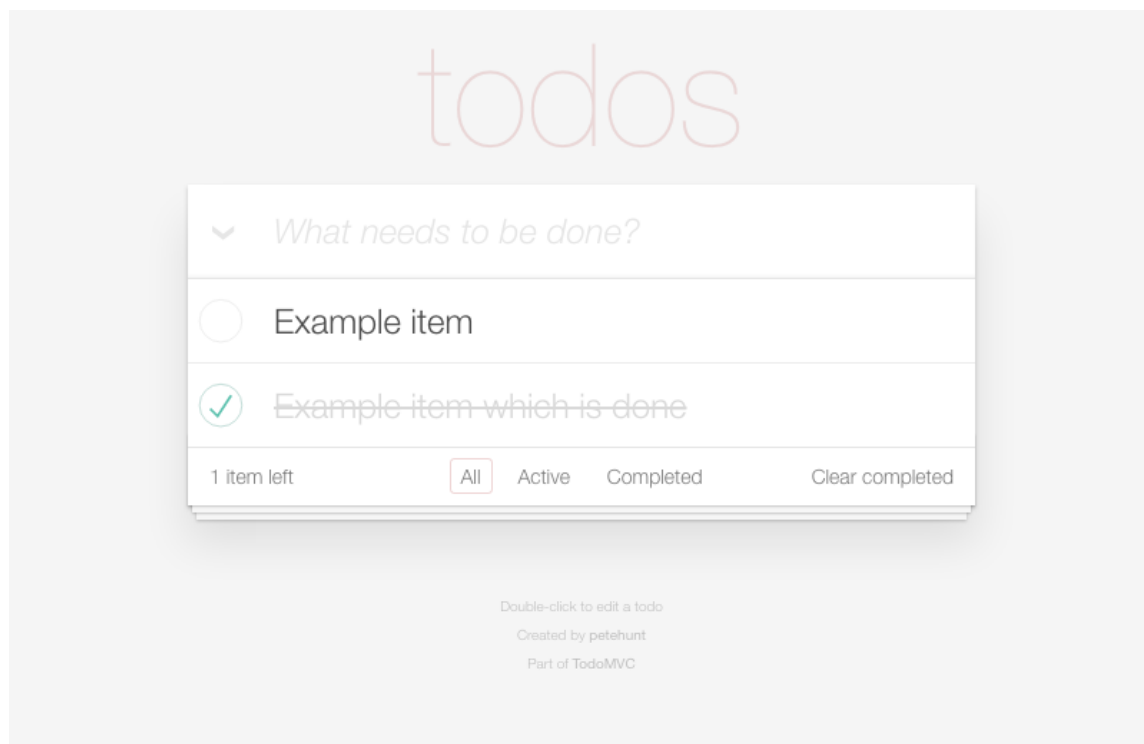 todos
What needs to be done?
Example item
Example item which is done
1 item left All Active Completed Clear completed
Double-click to edit a todo
Created by petehunt
Part of TodoMVC